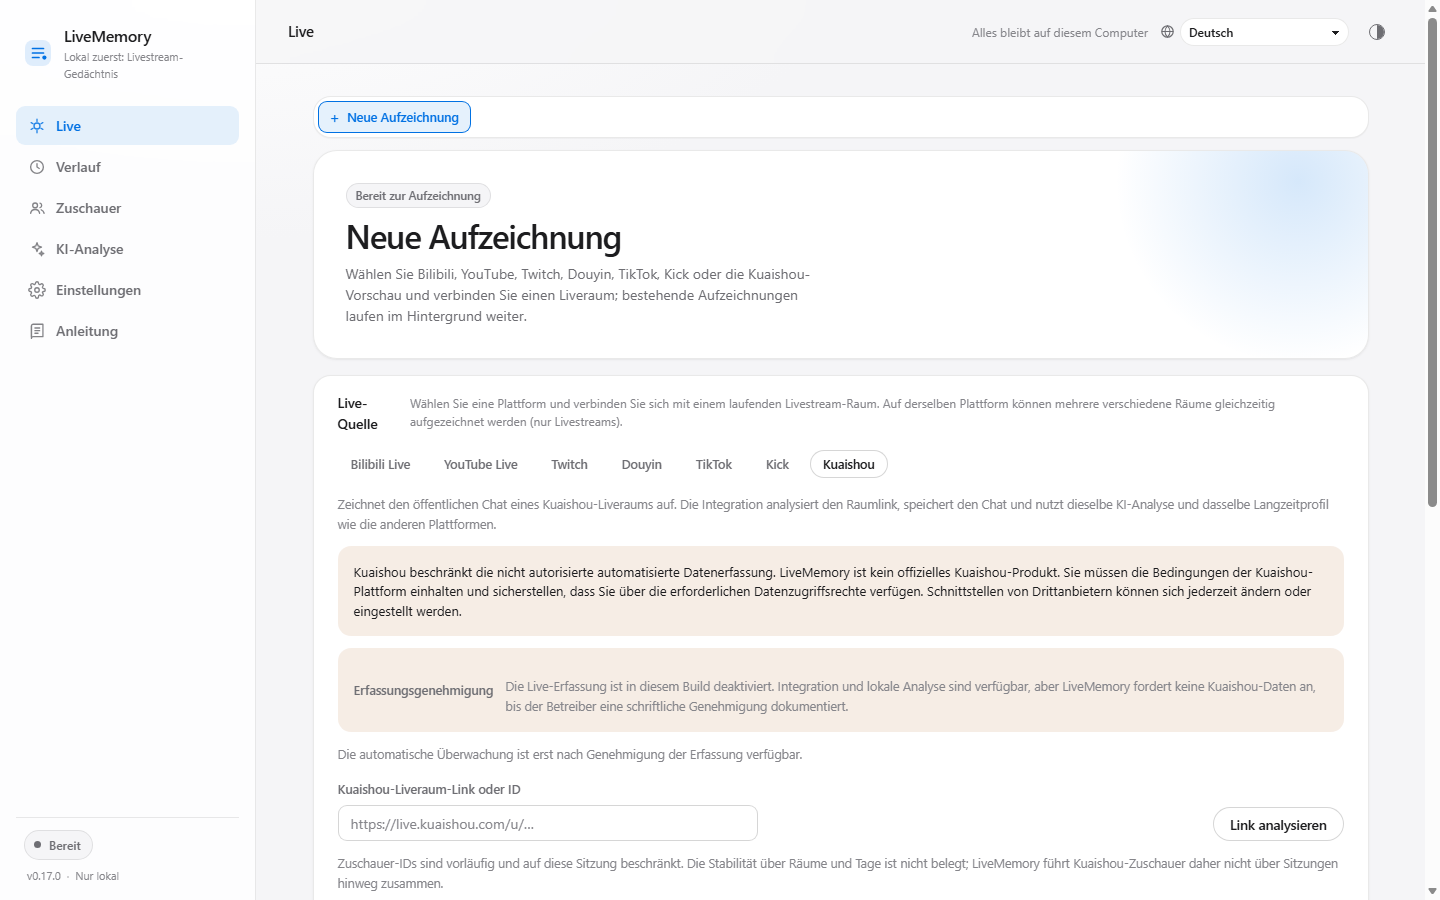 LiveMemory
Lokal zuerst: Livestream-
Gedächtnis
Live
Verlauf
Zuschauer
KI-Analyse
Einstellungen
Anleitung
Bereit
v0.17.0 · Nur lokal
Live
Alles bleibt auf diesem Computer
Deutsch
+ Neue Aufzeichnung
Bereit zur Aufzeichnung
Neue Aufzeichnung
Wählen Sie Bilibili, YouTube, Twitch, Douyin, TikTok, Kick oder die Kuaishou-
Vorschau und verbinden Sie einen Liveraum; bestehende Aufzeichnungen
laufen im Hintergrund weiter.
Live-
Quelle
Wählen Sie eine Plattform und verbinden Sie sich mit einem laufenden Livestream-Raum. Auf derselben Plattform können mehrere verschiedene Räume gleichzeitig
aufgezeichnet werden (nur Livestreams).
Bilibili Live YouTube Live Twitch Douyin TikTok Kick Kuaishou
Zeichnet den öffentlichen Chat eines Kuaishou-Liveraums auf. Die Integration analysiert den Raumlink, speichert den Chat und nutzt dieselbe KI-Analyse und dasselbe Langzeitprofil
wie die anderen Plattformen.
Kuaishou beschränkt die nicht autorisierte automatisierte Datenerfassung. LiveMemory ist kein offizielles Kuaishou-Produkt. Sie müssen die Bedingungen der Kuaishou-
Plattform einhalten und sicherstellen, dass Sie über die erforderlichen Datenzugriffsrechte verfügen. Schnittstellen von Drittanbietern können sich jederzeit ändern oder
eingestellt werden.
Erfassungsgenehmigung
Die Live-Erfassung ist in diesem Build deaktiviert. Integration und lokale Analyse sind verfügbar, aber LiveMemory fordert keine Kuaishou-Daten an,
bis der Betreiber eine schriftliche Genehmigung dokumentiert.
Die automatische Überwachung ist erst nach Genehmigung der Erfassung verfügbar.
Kuaishou-Liveraum-Link oder ID
https://live.kuaishou.com/u/...
Link analysieren
Zuschauer-IDs sind vorläufig und auf diese Sitzung beschränkt. Die Stabilität über Räume und Tage ist nicht belegt; LiveMemory führt Kuaishou-Zuschauer daher nicht über Sitzungen
hinweg zusammen.